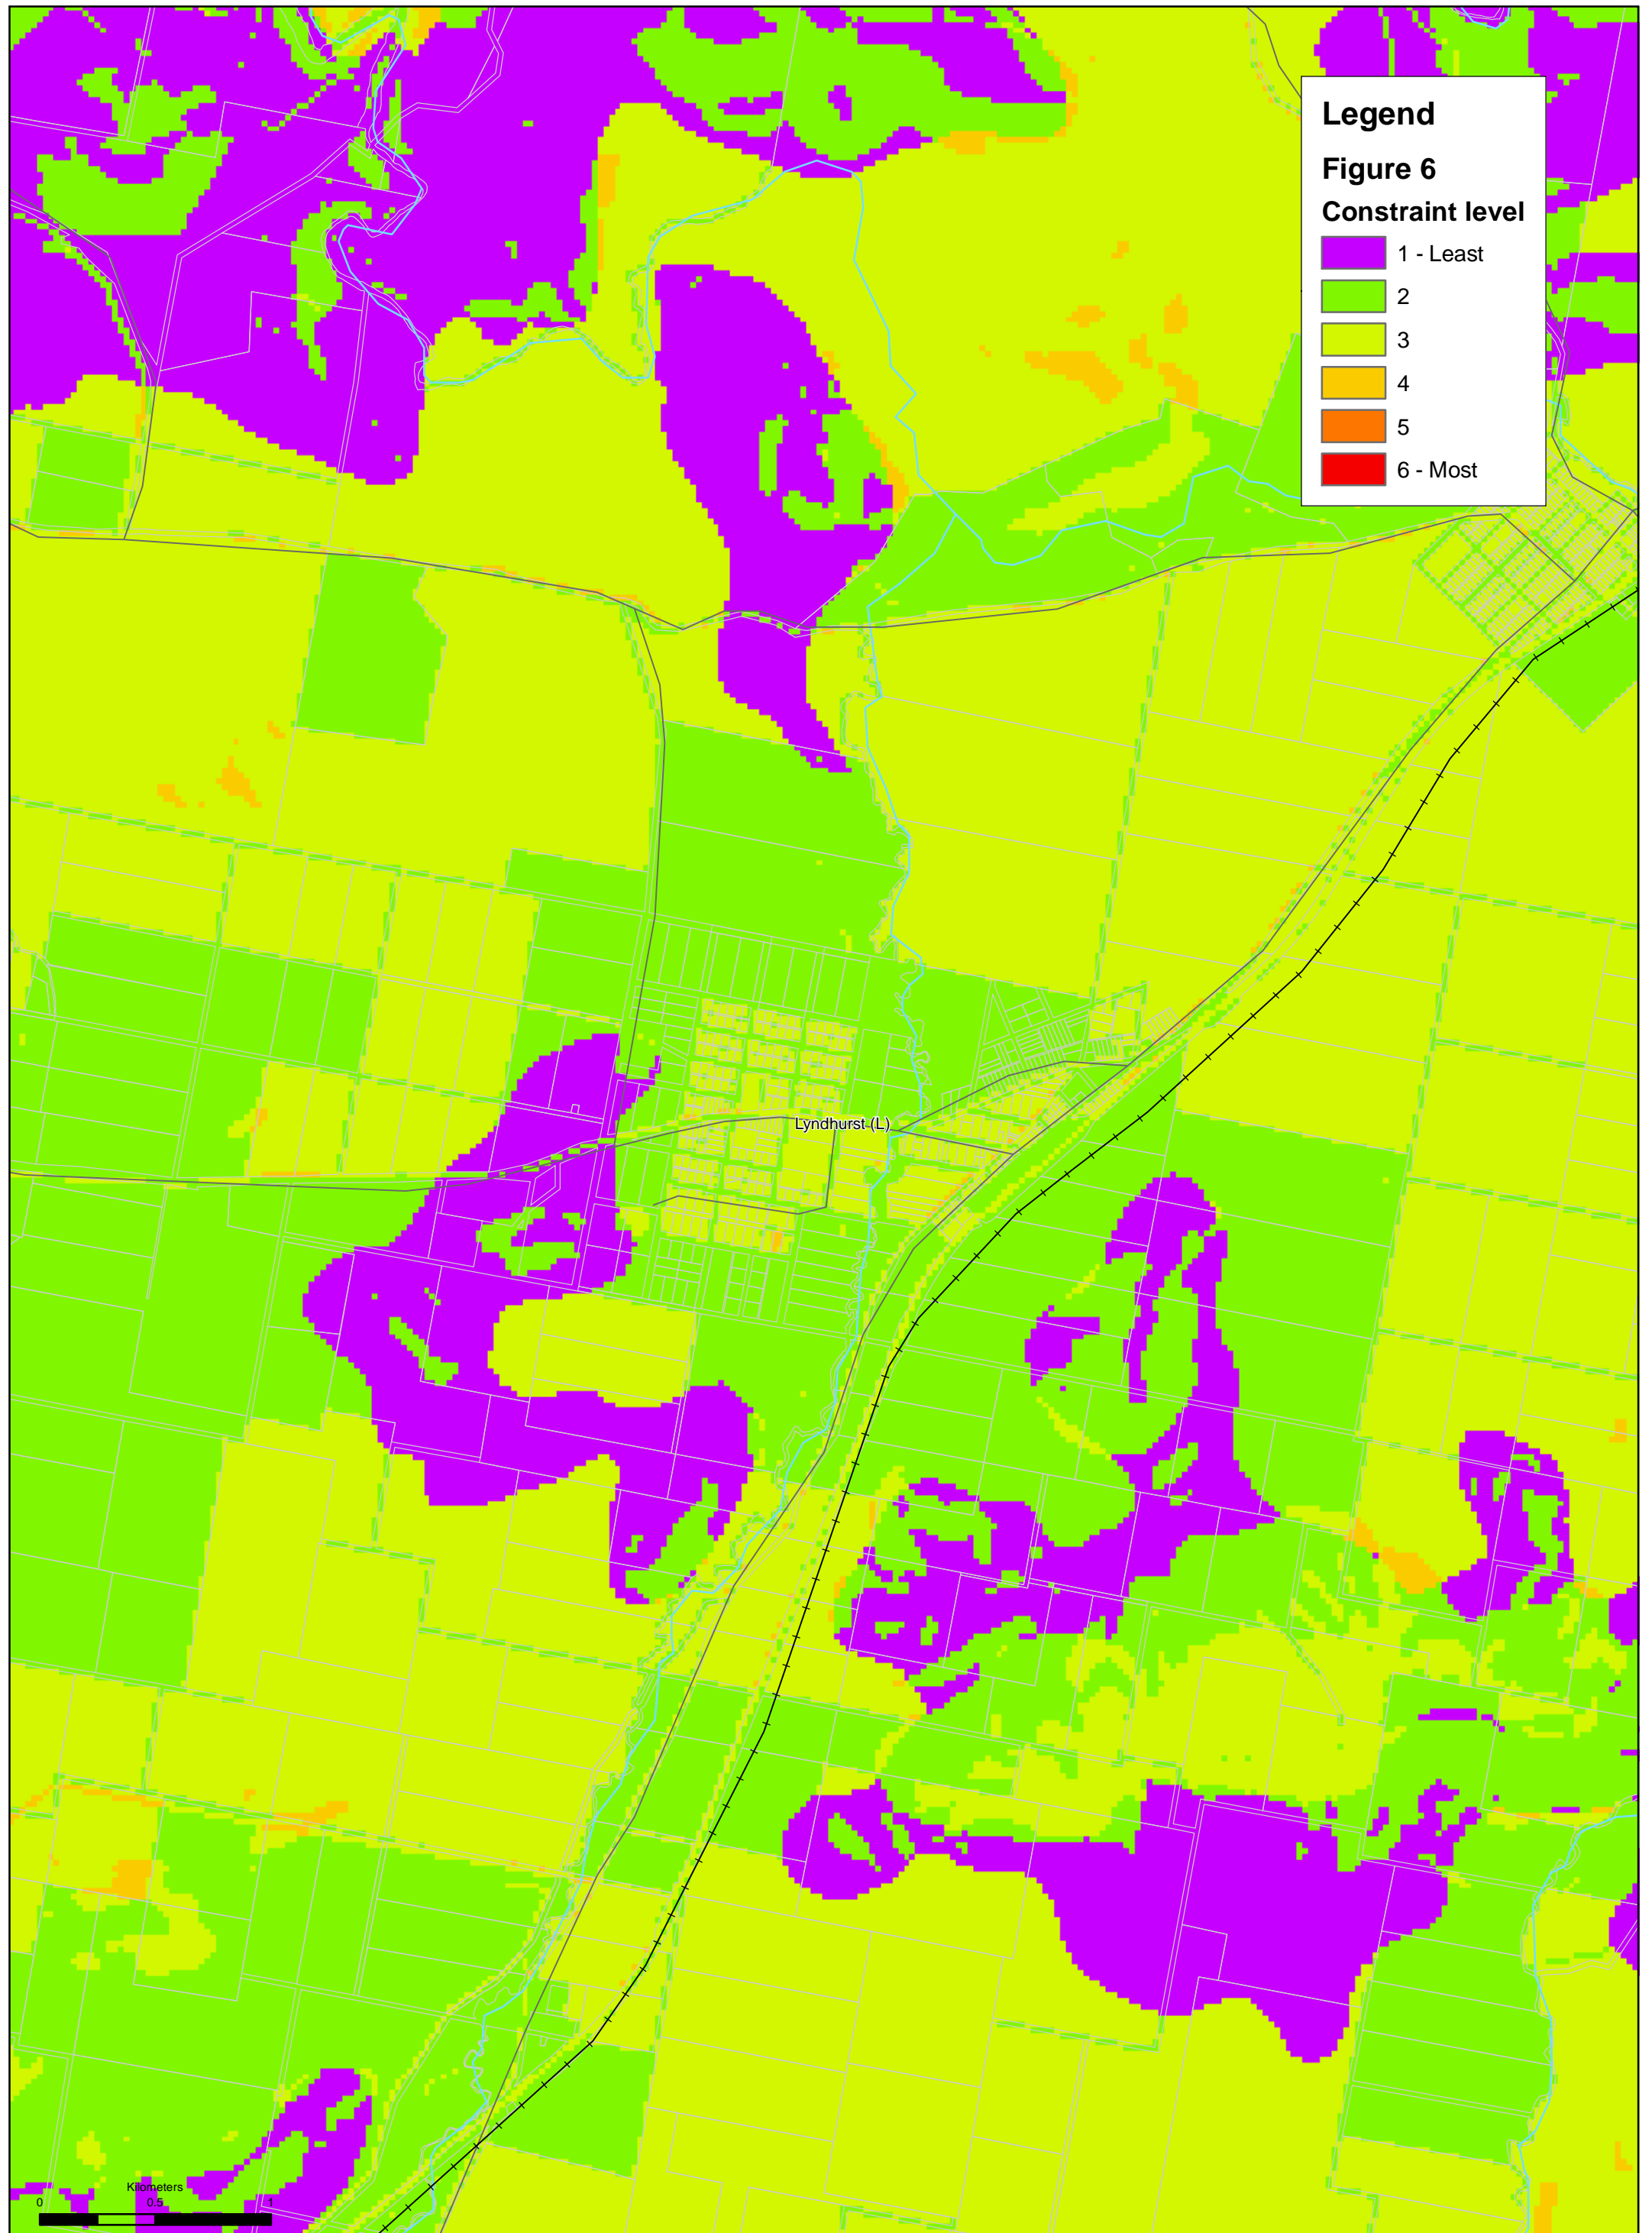 Legend
Figure 6
Constraint level
1 - Least
2
3
4
5
6 - Most
Lyndhurst (L)
Kilometers
0 0.5 1